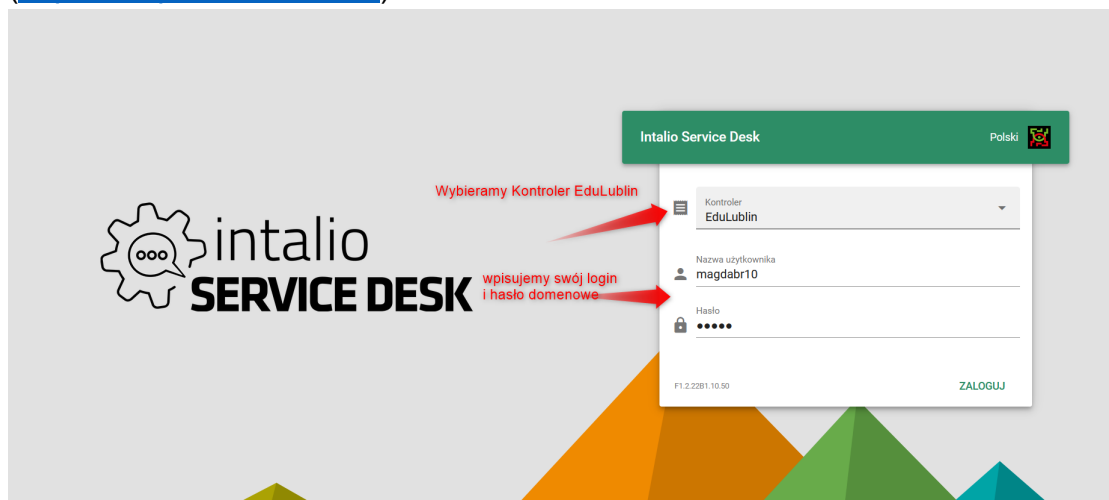 Intalio Service Desk
Polski
Wybieramy Kontroler EduLublin
Kontroler
EduLublin
intalio
SERVICE DESK
Nazwa użytkownika
magdabr10
wpisujemy swój login
i hasło domenowe
Hasło
•••••
F1.2.22B1.10.50
ZALOGUJ